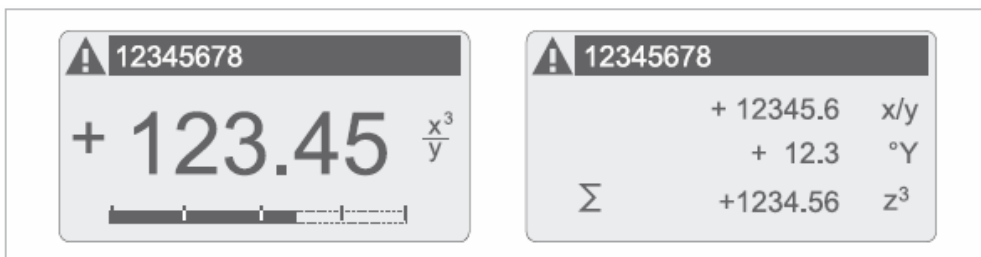 12345678
+ 123.45 x³/y
12345678
+ 12345.6 x/y
+ 12.3 °Y
Σ +1234.56 z³